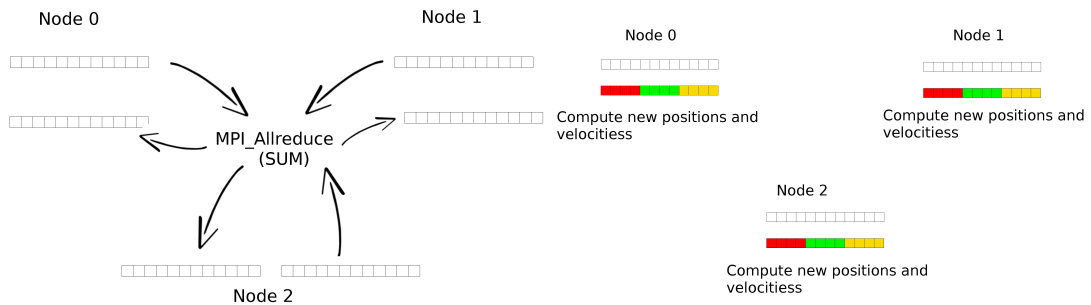 Node 0
Node 1
MPI_Allreduce
(SUM)
Node 2
Node 0
Compute new positions and
velocitiess
Node 1
Compute new positions and
velocitiess
Node 2
Compute new positions and
velocitiess